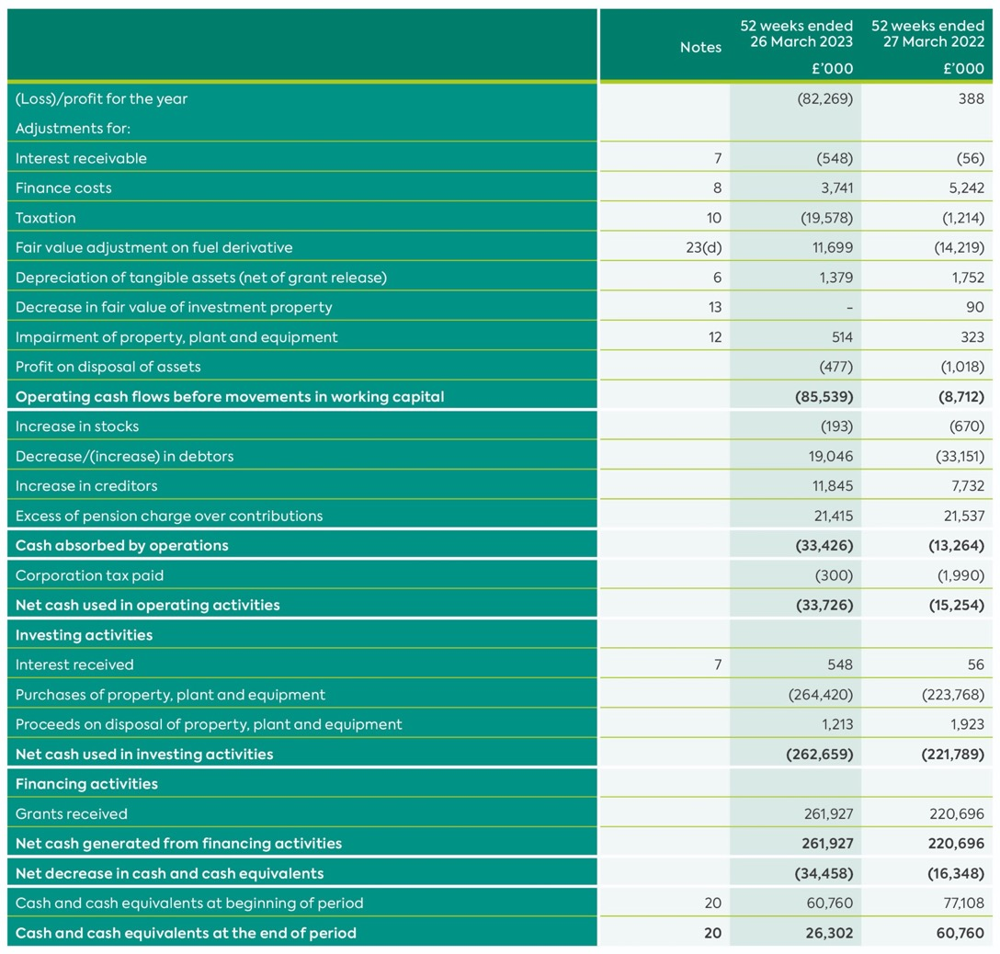 52 weeks ended 52 weeks ended
Notes 26 March 2023 27 March 2022
£'000 £'000
(Loss)/profit for the year (82,269) 388
Adjustments for:
Interest receivable 7 (548) (56)
Finance costs 8 3,741 5,242
Taxation 10 (19,578) (1,214)
Fair value adjustment on fuel derivative 23(d) 11,699 (14,219)
Depreciation of tangible assets (net of grant release) 6 1,379 1,752
Decrease in fair value of investment property 13 – 90
Impairment of property, plant and equipment 12 514 323
Profit on disposal of assets (477) (1,018)
Operating cash flows before movements in working capital (85,539) (8,712)
Increase in stocks (193) (670)
Decrease/(increase) in debtors 19,046 (33,151)
Increase in creditors 11,845 7,732
Excess of pension charge over contributions 21,415 21,537
Cash absorbed by operations (33,426) (13,264)
Corporation tax paid (300) (1,990)
Net cash used in operating activities (33,726) (15,254)
Investing activities
Interest received 7 548 56
Purchases of property, plant and equipment (264,420) (223,768)
Proceeds on disposal of property, plant and equipment 1,213 1,923
Net cash used in investing activities (262,659) (221,789)
Financing activities
Grants received 261,927 220,696
Net cash generated from financing activities 261,927 220,696
Net decrease in cash and cash equivalents (34,458) (16,348)
Cash and cash equivalents at beginning of period 20 60,760 77,108
Cash and cash equivalents at the end of period 20 26,302 60,760